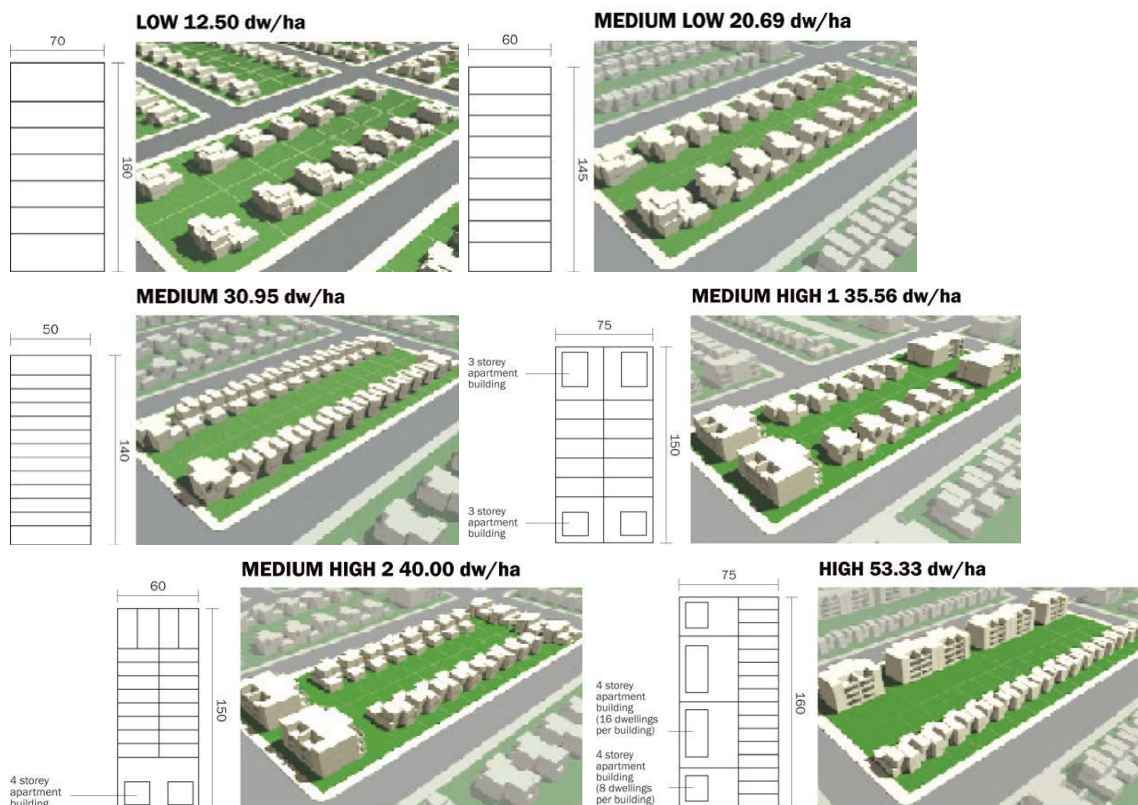 LOW 12.50 dw/ha
70
160
MEDIUM LOW 20.69 dw/ha
60
145
MEDIUM 30.95 dw/ha
50
140
MEDIUM HIGH 1 35.56 dw/ha
75
3 storey
apartment
building
150
3 storey
apartment
building
MEDIUM HIGH 2 40.00 dw/ha
60
150
4 storey
apartment
building
HIGH 53.33 dw/ha
75
160
4 storey
apartment
building
(16 dwellings
per building)
4 storey
apartment
building
(8 dwellings
per building)